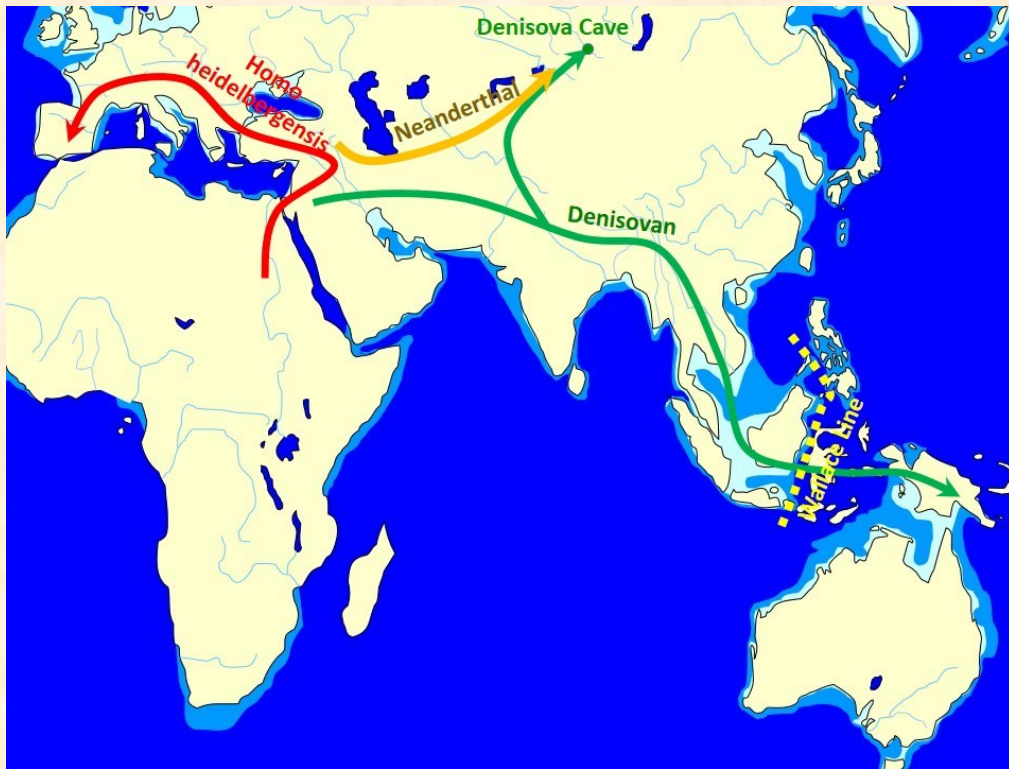 Denisova Cave
Homo
heidelbergensis
Neanderthal
Denisovan
Wallace Line